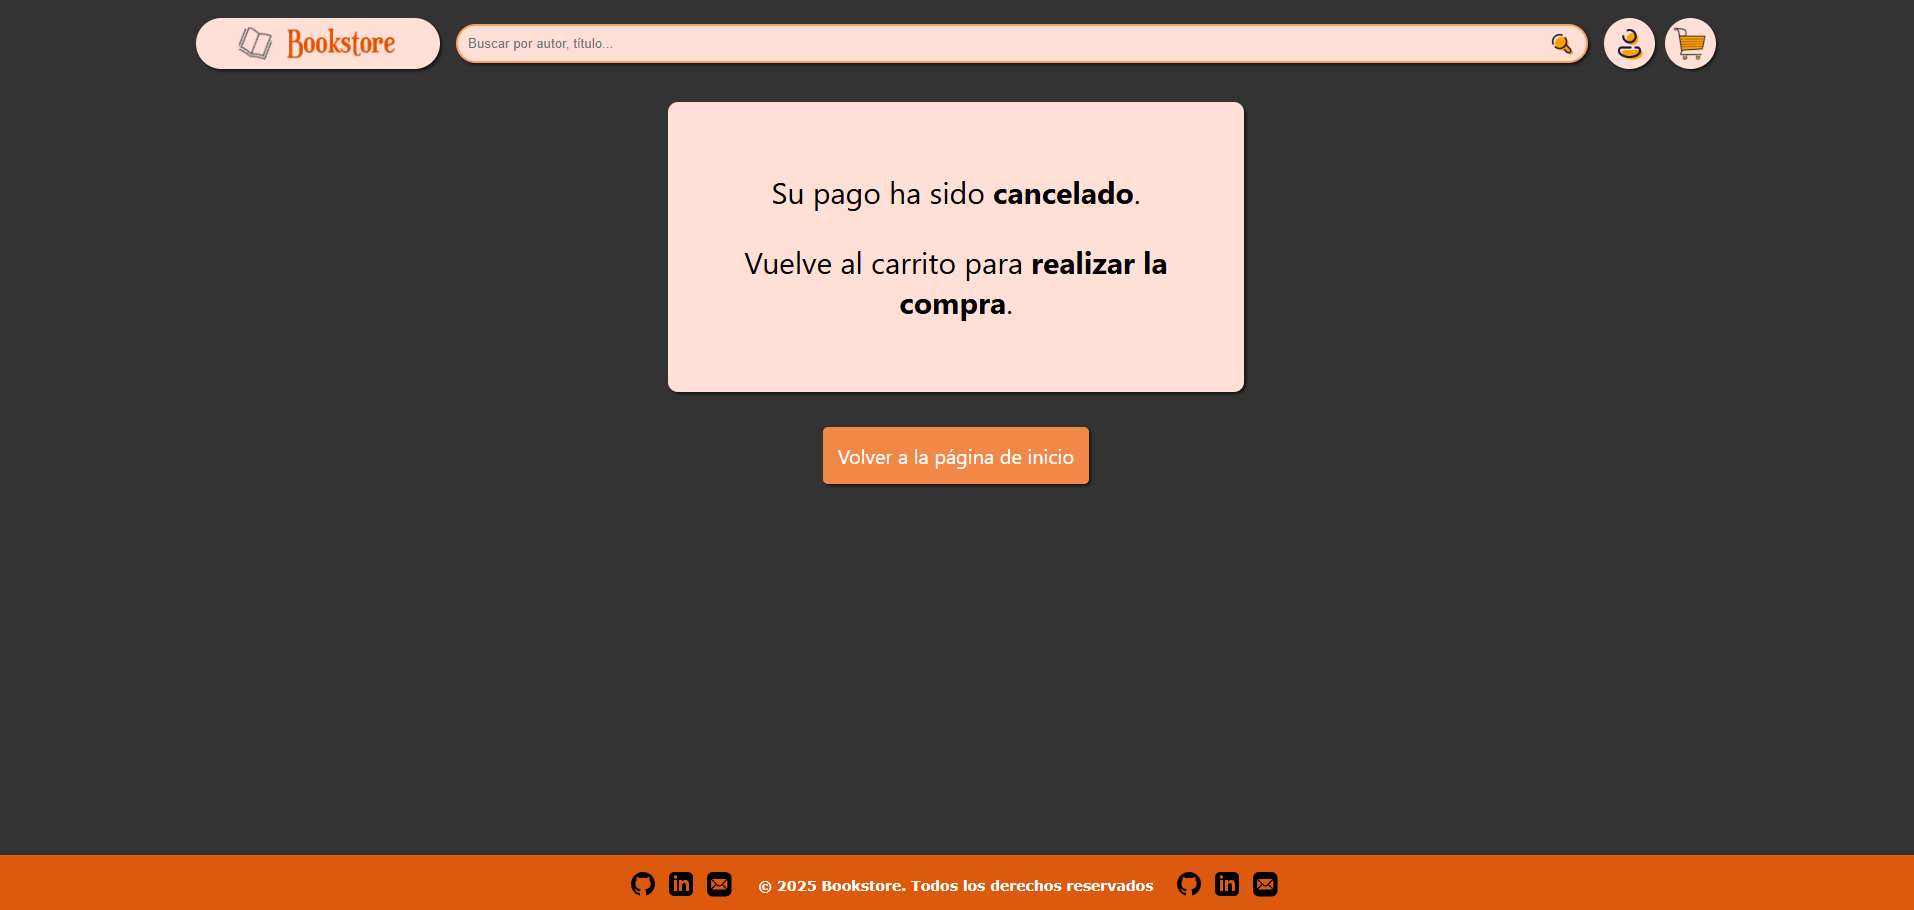 Bookstore
Buscar por autor, título...
Su pago ha sido cancelado.
Vuelve al carrito para realizar la
compra.
Volver a la página de inicio
© 2025 Bookstore. Todos los derechos reservados